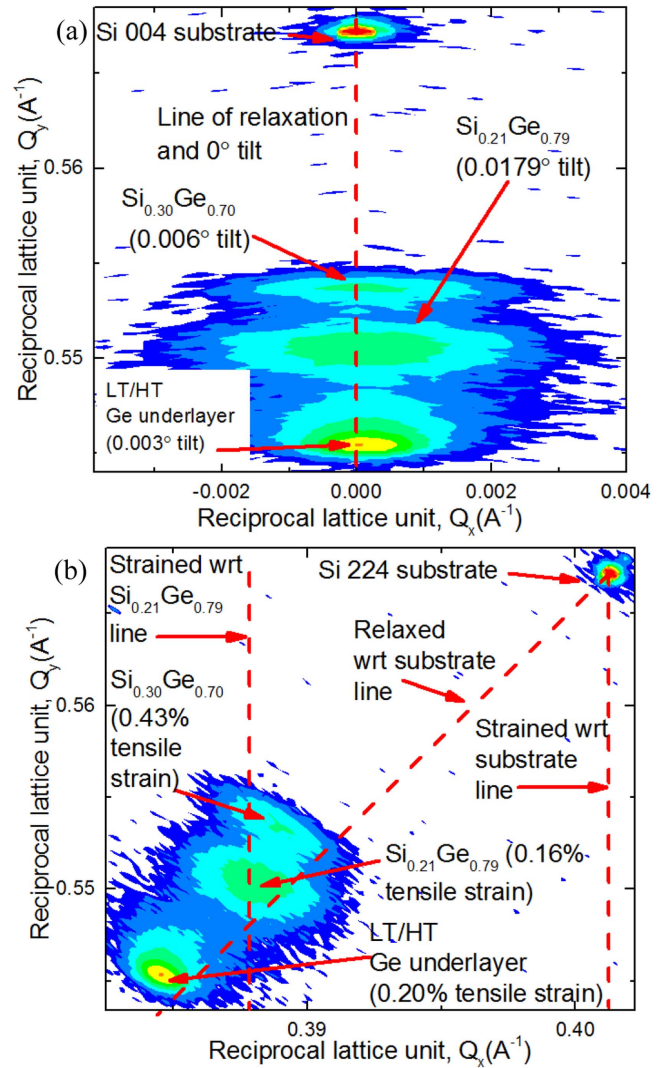 (a)
Si 004 substrate
Line of relaxation
and 0° tilt
Si0.21Ge0.79
(0.0179° tilt)
Si0.30Ge0.70
(0.006° tilt)
LT/HT
Ge underlayer
(0.003° tilt)
0.56
0.55
Reciprocal lattice unit, Qy(A-1)
-0.002
0.000
0.002
0.004
Reciprocal lattice unit, Qx(A-1)
(b)
Strained wrt
Si0.21Ge0.79
line
Si 224 substrate
Relaxed
wrt substrate
line
Si0.30Ge0.70
(0.43%
tensile
strain)
Strained wrt
substrate
line
Si0.21Ge0.79 (0.16%
tensile strain)
LT/HT
Ge underlayer
(0.20% tensile strain)
0.56
0.55
Reciprocal lattice unit, Qy(A-1)
0.39
0.40
Reciprocal lattice unit, Qx(A-1)